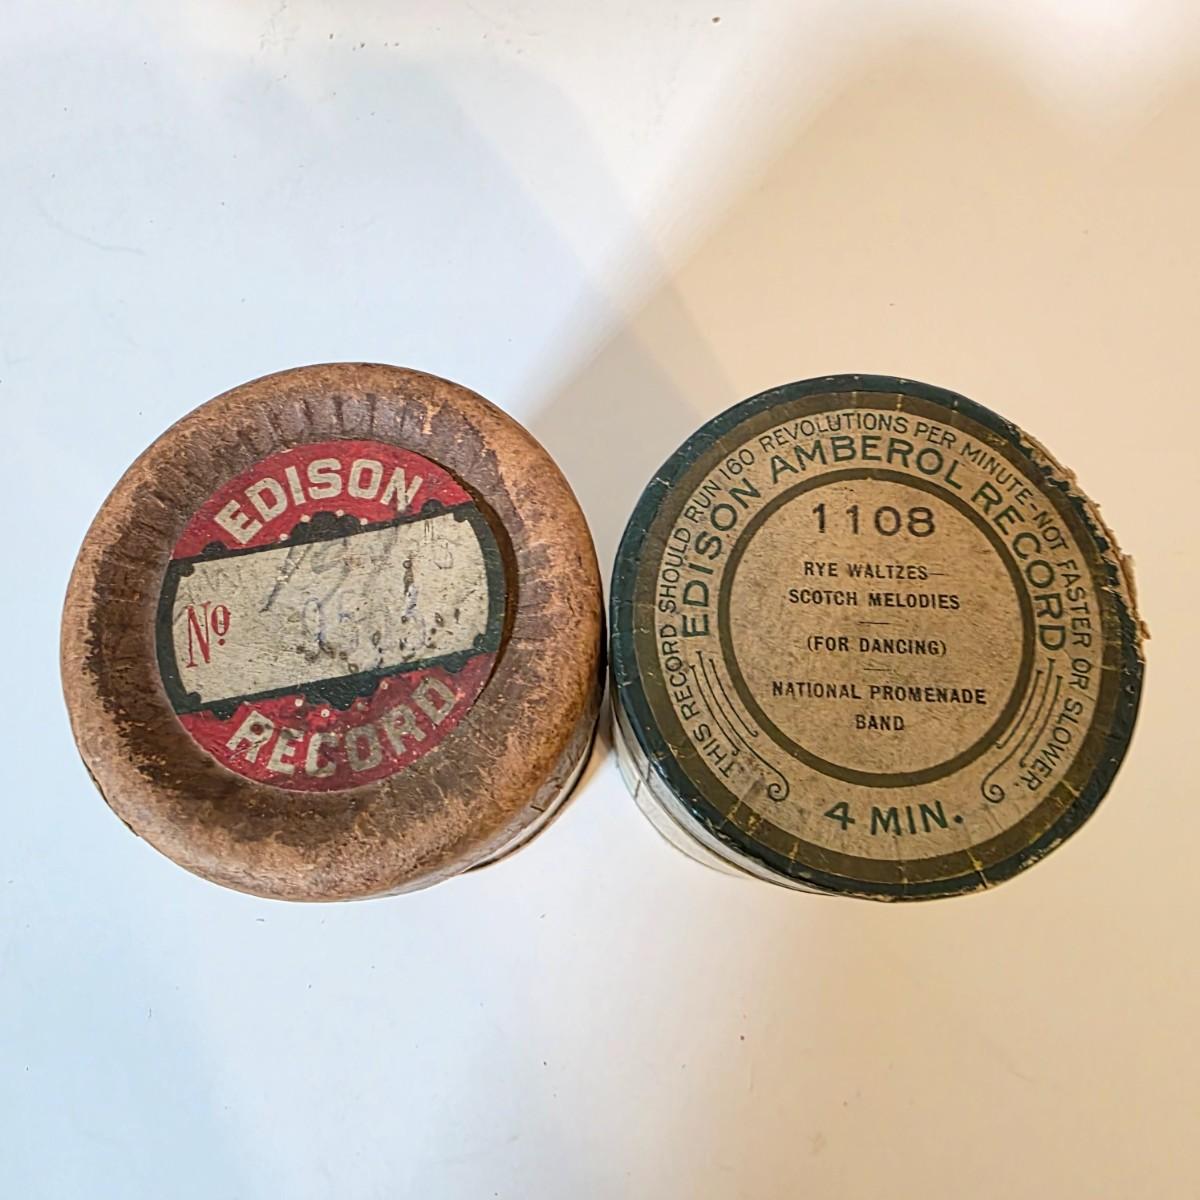 EDISON
No
RECORD
THIS RECORD SHOULD RUN 160 REVOLUTIONS PER MINUTE-NOT FASTER OR SLOWER.
EDISON AMBEROL RECORD
1108
RYE WALTZES—
SCOTCH MELODIES
(FOR DANCING)
NATIONAL PROMENADE
BAND
4 MIN.